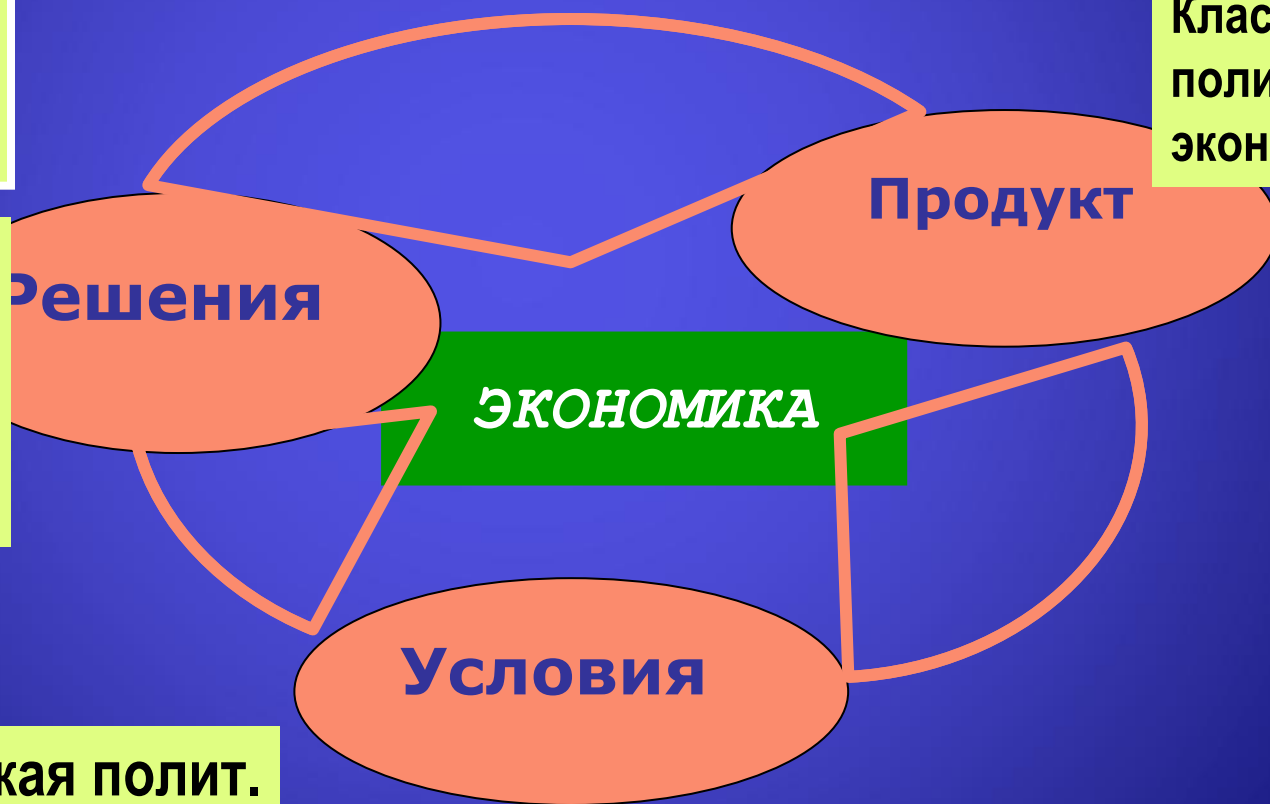 Клас
поли
экон
Продукт
Решения
ЭКОНОМИКА
Условия
кая полит.